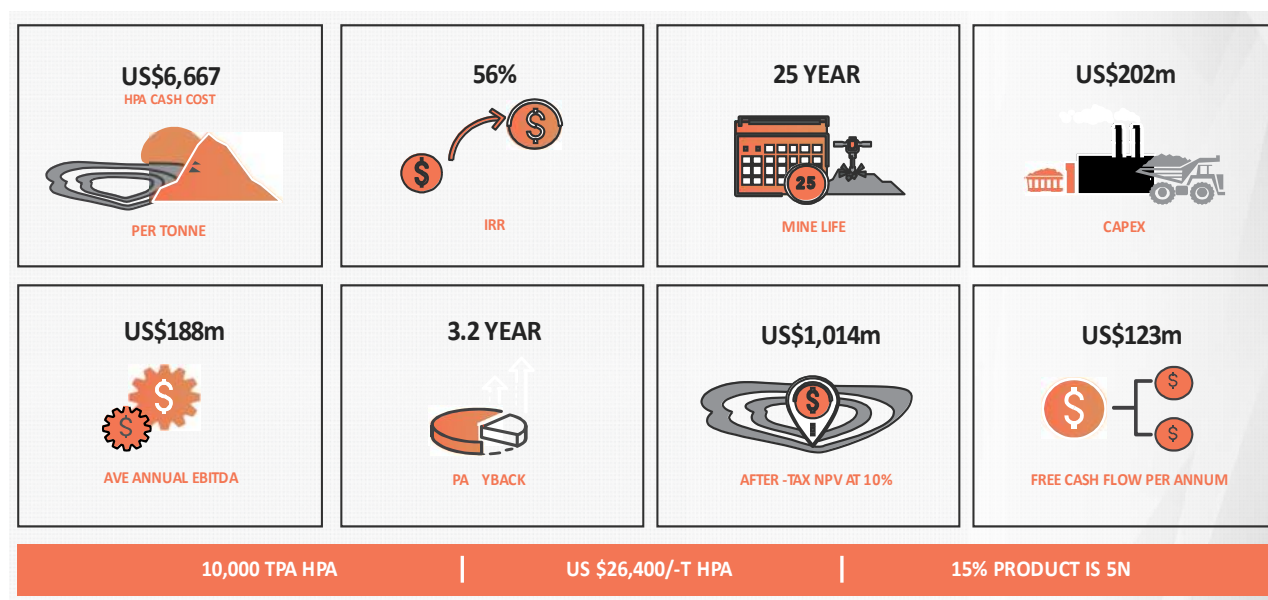 US$6,667
HPA CASH COST
PER TONNE
56%
IRR
25 YEAR
25
MINE LIFE
US$202m
CAPEX
US$188m
$
$
AVE ANNUAL EBITDA
3.2 YEAR
PA YBACK
US$1,014m
$
AFTER -TAX NPV AT 10%
US$123m
$
$
$
FREE CASH FLOW PER ANNUM
10,000 TPA HPA | US $26,400/-T HPA | 15% PRODUCT IS 5N